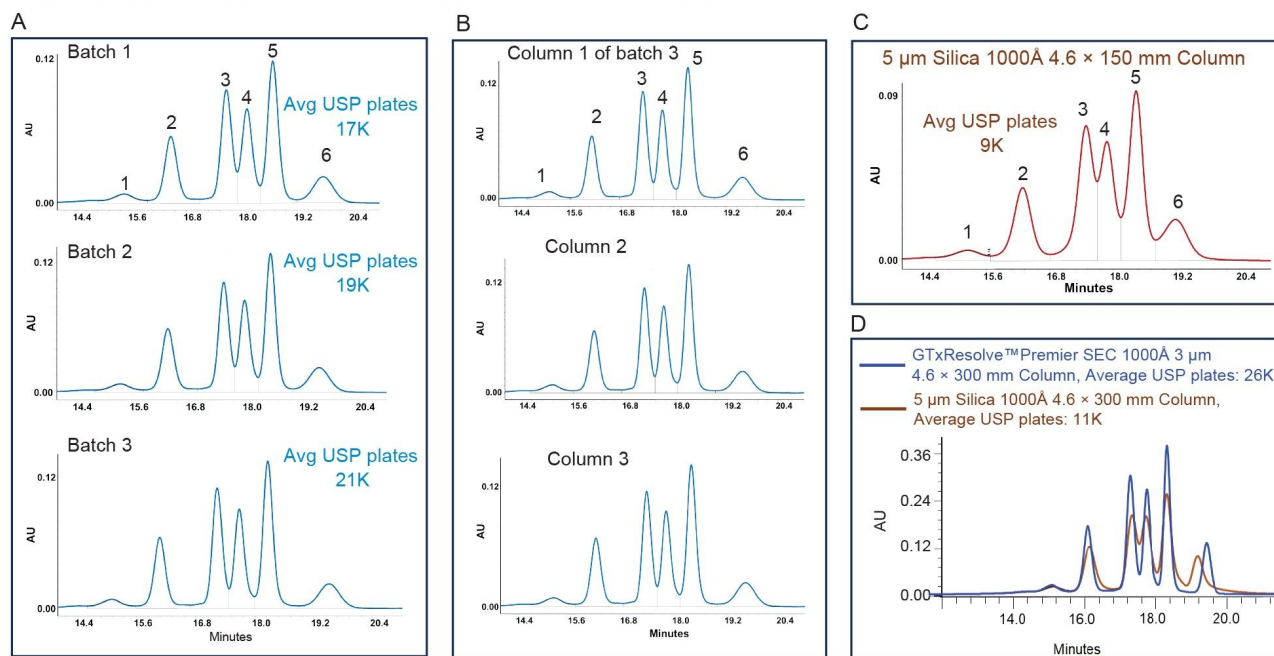 A
Batch 1
0.12
AU
0.00
1
2
3
4
5
6
Avg USP plates
17K
14.4 15.6 16.8 18.0 19.2 20.4
Batch 2
0.12
AU
0.00
Avg USP plates
19K
14.4 15.6 16.8 18.0 19.2 20.4
Batch 3
0.12
AU
0.00
Avg USP plates
21K
14.4 15.6 16.8 18.0 19.2 20.4
Minutes
B
Column 1 of batch 3
0.12
AU
0.00
1
2
3
4
5
6
14.4 15.6 16.8 18.0 19.2 20.4
Column 2
0.12
AU
0.00
14.4 15.6 16.8 18.0 19.2 20.4
Column 3
0.12
AU
0.00
14.4 15.6 16.8 18.0 19.2 20.4
Minutes
C
5 µm Silica 1000Å 4.6 × 150 mm Column
0.09
AU
0.00
Avg USP plates
9K
1
2
3
4
5
6
14.4 15.6 16.8 18.0 19.2 20.4
Minutes
D
GTxResolve™Premier SEC 1000Å 3 µm
4.6 × 300 mm Column, Average USP plates: 26K
5 µm Silica 1000Å 4.6 × 300 mm Column,
Average USP plates: 11K
0.36
0.24
0.12
0.00
AU
14.0 16.0 18.0 20.0
Minutes